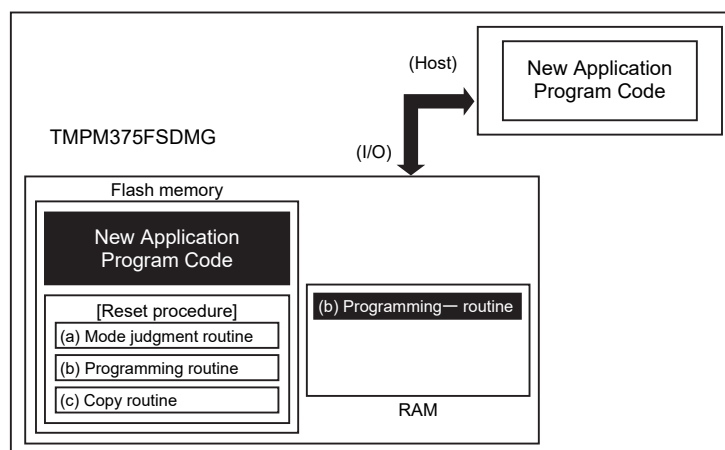 (Host)
New Application
Program Code
TMPM375FSDMG
(I/O)
Flash memory
New Application
Program Code
[Reset procedure]
(a) Mode judgment routine
(b) Programming routine
(c) Copy routine
(b) Programming— routine
RAM